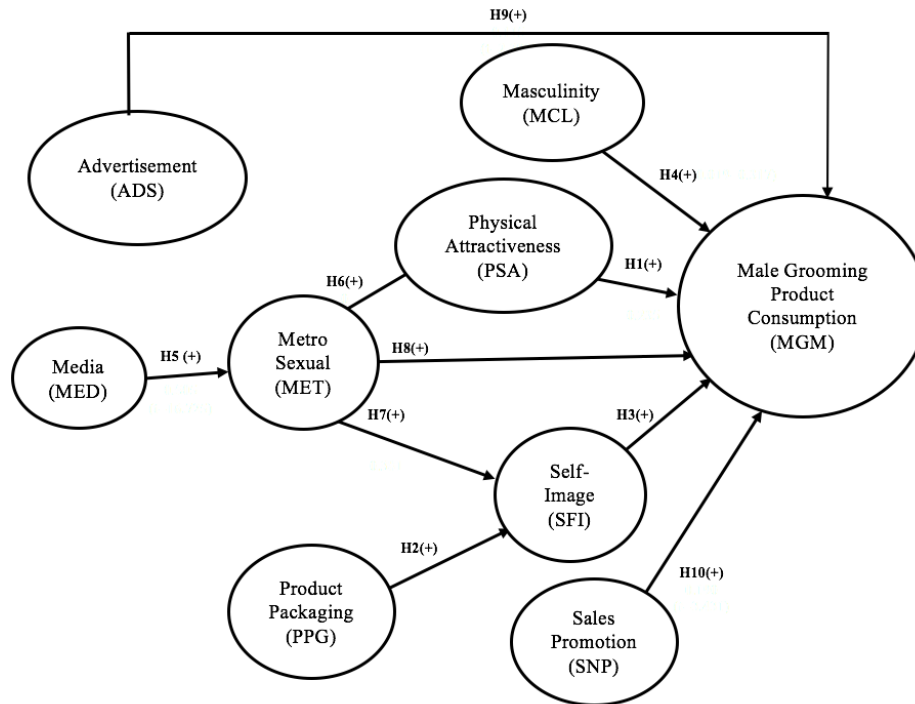 H9(+)
Masculinity
(MCL)
Advertisement
(ADS)
H4(+)
Physical
Attractiveness
(PSA)
H1(+)
Male Grooming
Product
Consumption
(MGM)
H6(+)
Metro
Sexual
(MET)
H8(+)
Media
(MED)
H5 (+)
H7(+)
H3(+)
Self-
Image
(SFI)
H2(+)
Product
Packaging
(PPG)
H10(+)
Sales
Promotion
(SNP)